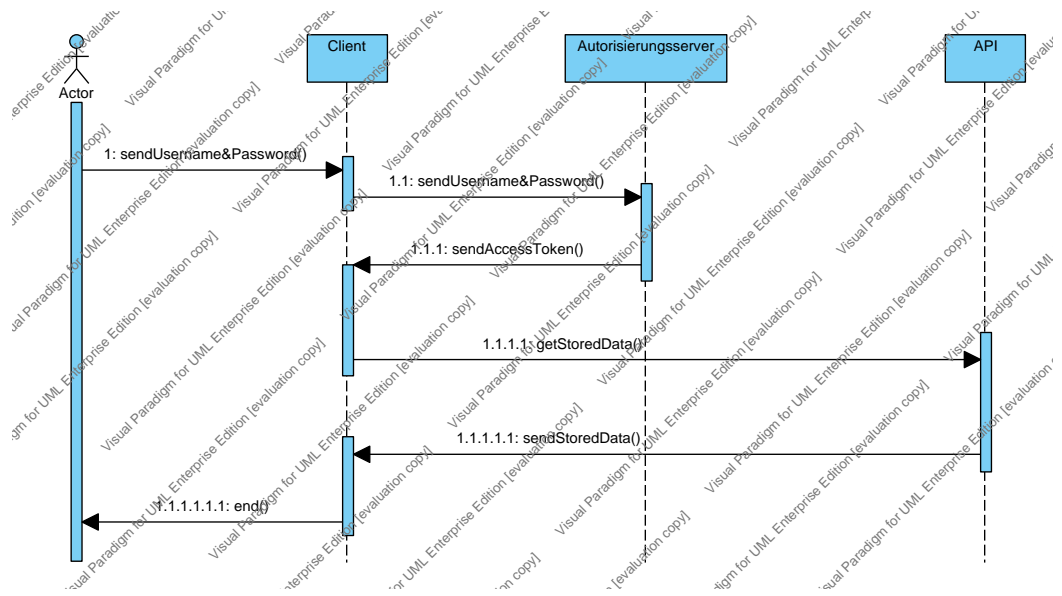 Client
Autorisierungsserver
API
Actor
1: sendUsername&Password()
1.1: sendUsername&Password()
1.1.1: sendAccessToken()
1.1.1.1: getStoredData()
1.1.1.1.1: sendStoredData()
1.1.1.1.1.1: end()
Visual Paradigm for UML Enterprise Edition [evaluation copy]